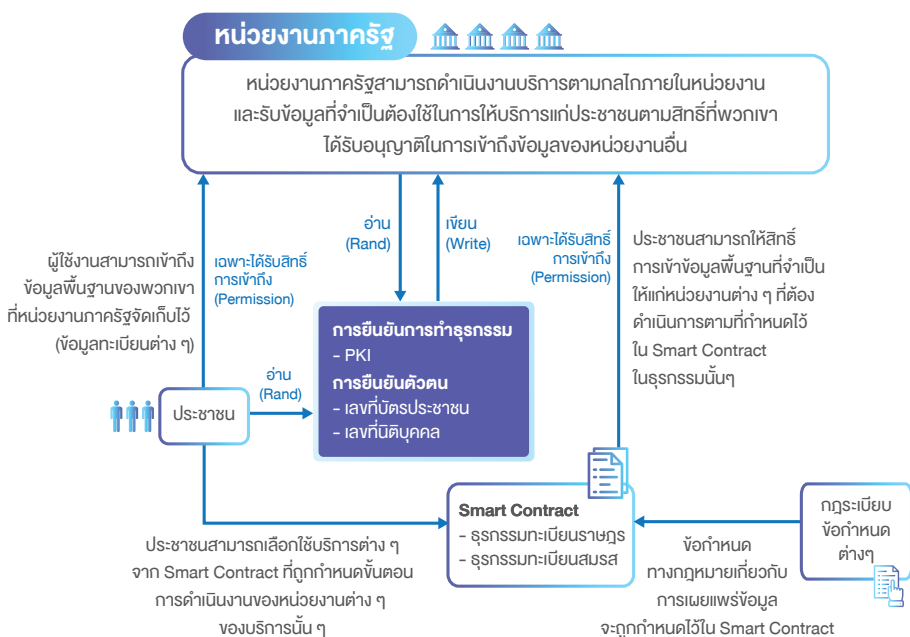 หน่วยงานภาครัฐ
หน่วยงานภาครัฐสามารถดำเนินงานบริการตามกลไกภายในหน่วยงาน
และรับข้อมูลที่จำเป็นต้องใช้ในการให้บริการแก่ประชาชนตามสิทธิ์ที่พวกเขา
ได้รับอนุญาติในการเข้าถึงข้อมูลของหน่วยงานอื่น
ผู้ใช้งานสามารถเข้าถึง
ข้อมูลพื้นฐานของพวกเขา
ที่หน่วยงานภาครัฐจัดเก็บไว้
(ข้อมูลทะเบียนต่าง ๆ)
เฉพาะได้รับสิทธิ์
การเข้าถึง
(Permission)
อ่าน
(Rand)
เขียน
(Write)
เฉพาะได้รับสิทธิ์
การเข้าถึง
(Permission)
ประชาชนสามารถให้สิทธิ์
การเข้าข้อมูลพื้นฐานที่จำเป็น
ให้แก่หน่วยงานต่าง ๆ ที่ต้อง
ดำเนินการตามที่กำหนดไว้
ใน Smart Contract
ในธุรกรรมนั้นๆ
การยืนยันการทำธุรกรรม
- PKI
การยืนยันตัวตน
- เลขที่บัตรประชาชน
- เลขที่นิติบุคคล
อ่าน
(Rand)
ประชาชน
Smart Contract
- ธุรกรรมทะเบียนราษฎร
- ธุรกรรมทะเบียนสมรส
กฎระเบียบ
ข้อกำหนด
ต่างๆ
ประชาชนสามารถเลือกใช้บริการต่าง ๆ
จาก Smart Contract ที่ถูกกำหนดขั้นตอน
การดำเนินงานของหน่วยงานต่าง ๆ
ของบริการนั้น ๆ
ข้อกำหนด
ทางกฎหมายเกี่ยวกับ
การเผยแพร่ข้อมูล
จะถูกกำหนดไว้ใน Smart Contract